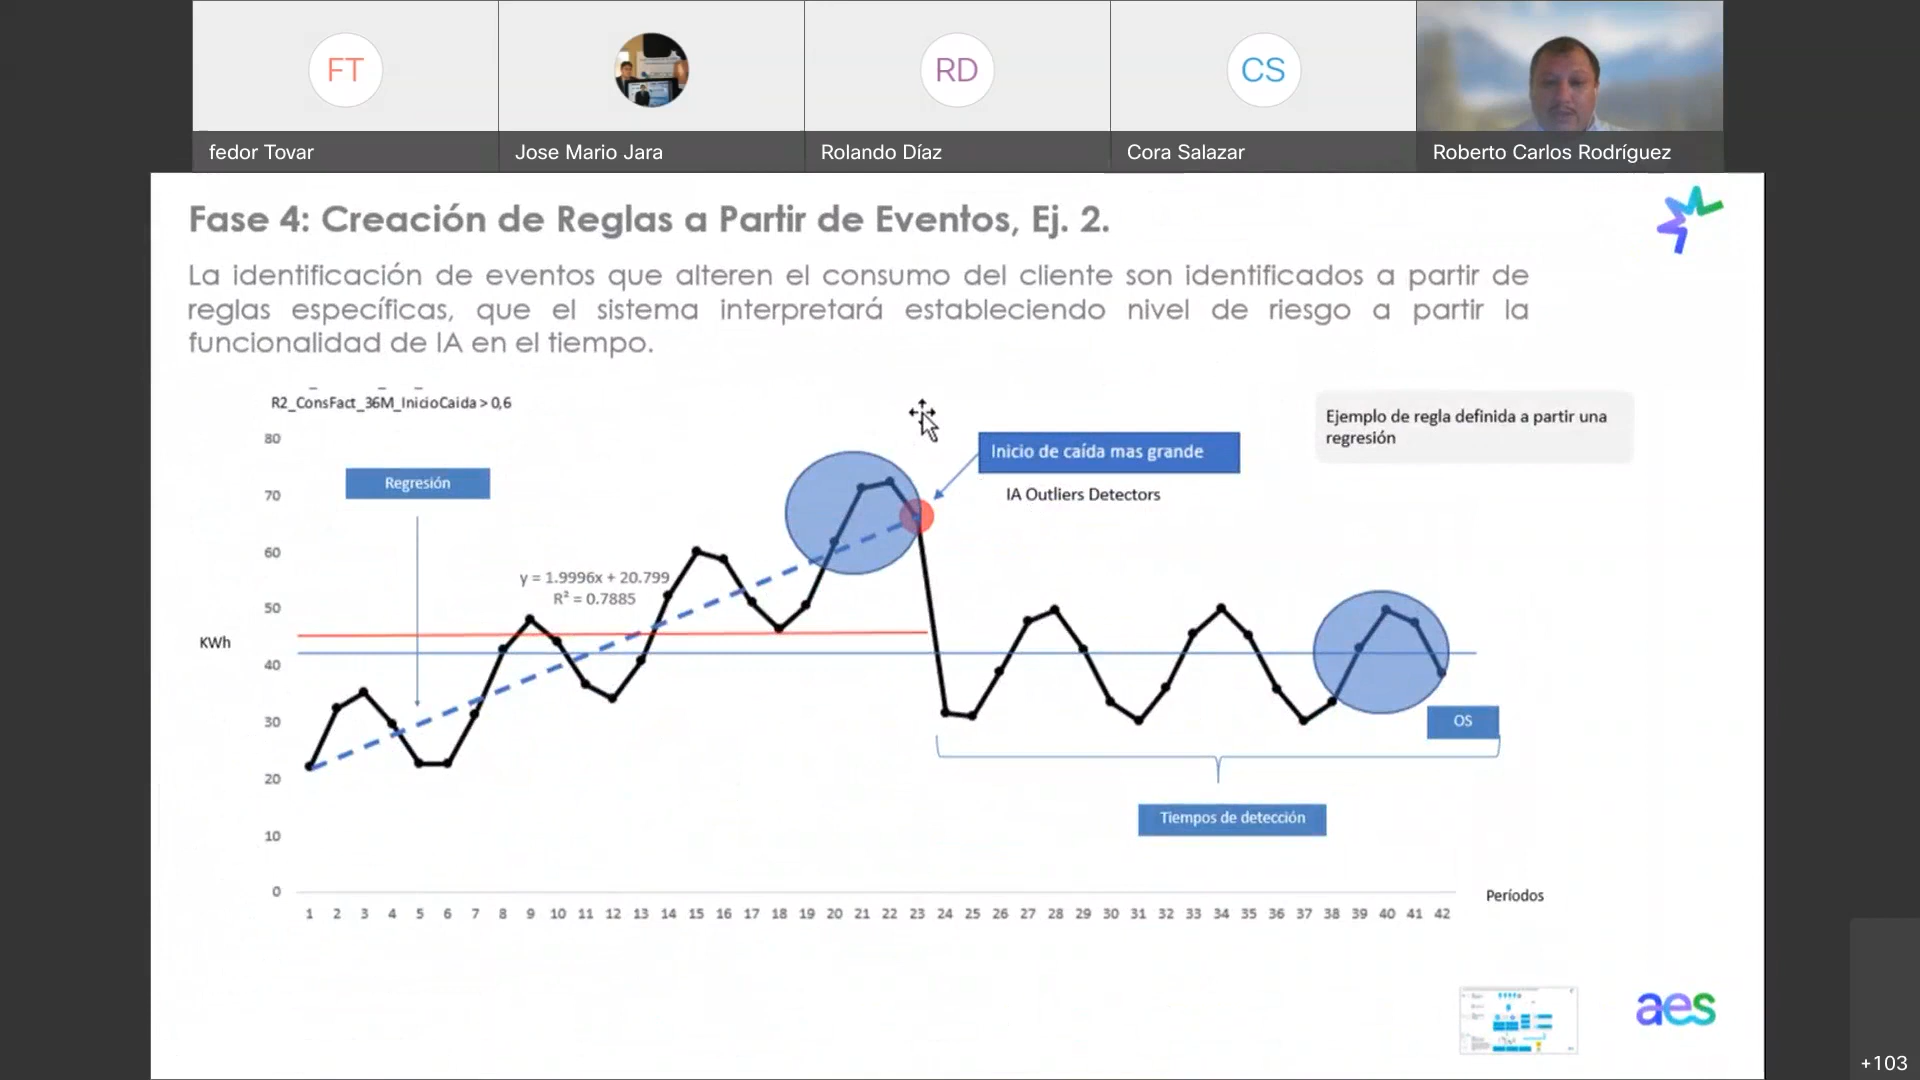 FT
RD
CS
fedor Tovar
Jose Mario Jara
Rolando Díaz
Cora Salazar
Roberto Carlos Rodríguez
Fase 4: Creación de Reglas a Partir de Eventos, Ej. 2.
La identificación de eventos que alteren el consumo del cliente son identificados a partir de
reglas específicas, que el sistema interpretará estableciendo nivel de riesgo a partir la
funcionalidad de IA en el tiempo.
R2_ConsFact_36M_InicioCaida > 0,6
Ejemplo de regla definida a partir una
regresión
Inicio de caída mas grande
IA Outliers Detectors
Regresión
y = 1.9996x + 20.799
R² = 0.7885
KWh
80
70
60
50
40
30
20
10
0
OS
Tiempos de detección
1 2 3 4 5 6 7 8 9 10 11 12 13 14 15 16 17 18 19 20 21 22 23 24 25 26 27 28 29 30 31 32 33 34 35 36 37 38 39 40 41 42
Períodos
aes
+103